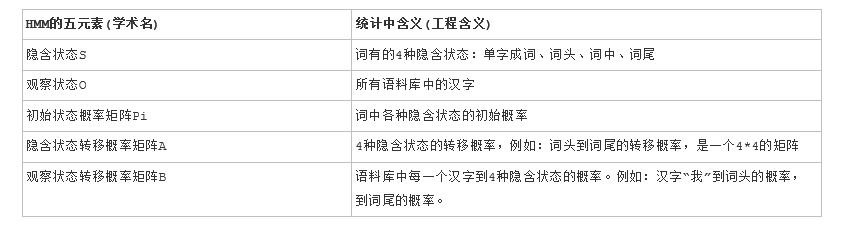 HMM的五元素(学术名) 统计中含义(工程含义)
隐含状态S 词有的4种隐含状态：单字成词、词头、词中、词尾
观察状态O 所有语料库中的汉字
初始状态概率矩阵Pi 词中各种隐含状态的初始概率
隐含状态转移概率矩阵A 4种隐含状态的转移概率，例如：词头到词尾的转移概率，是一个4*4的矩阵
观察状态转移概率矩阵B 语料库中每一个汉字到4种隐含状态的概率。例如：汉字“我”到词头的概率，
到词尾的概率。